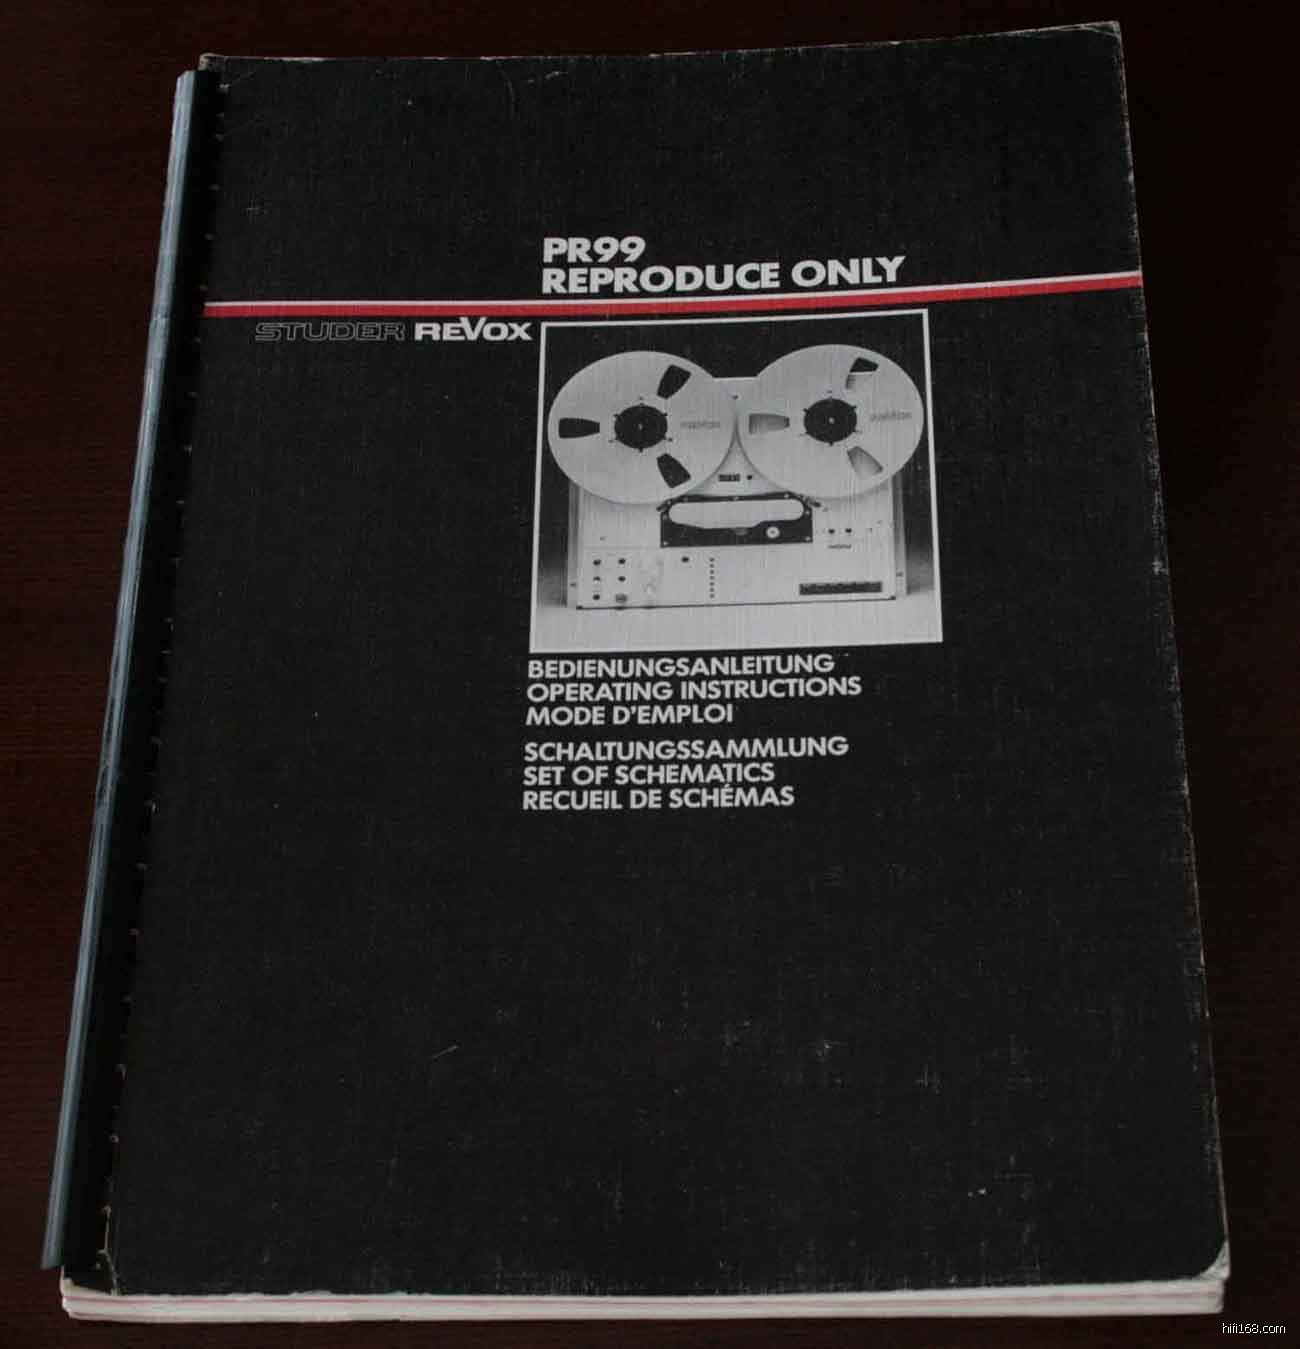 PR99
REPRODUCE ONLY
STUDER REVOX
BEDIENUNGSANLEITUNG
OPERATING INSTRUCTIONS
MODE D'EMPLOI
SCHALTUNGSSAMMLUNG
SET OF SCHEMATICS
RECUEIL DE SCHÉMAS
hifi168.com